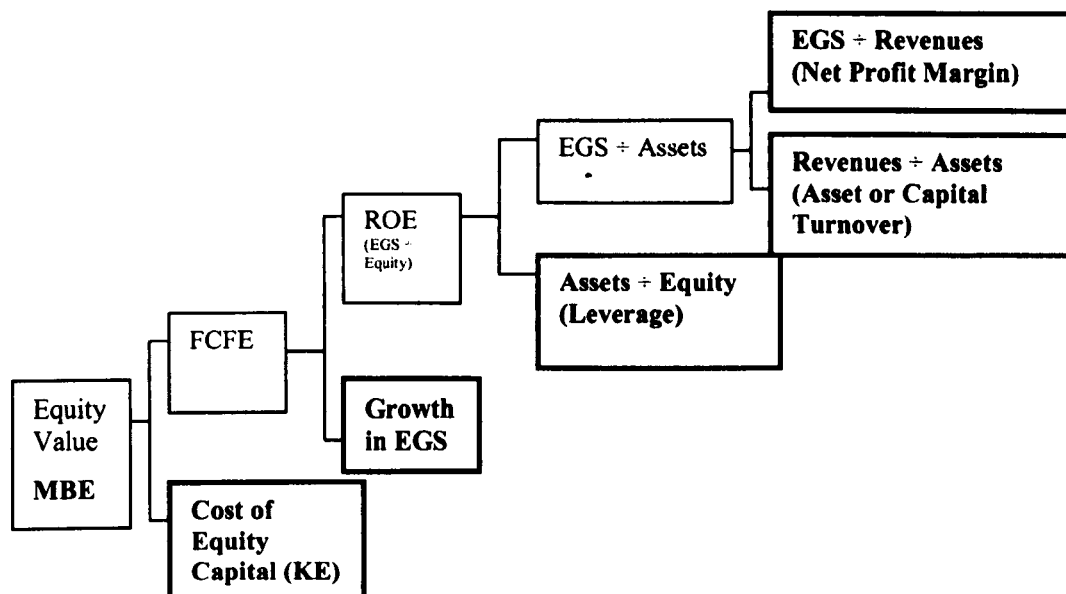 EGS ÷ Revenues
(Net Profit Margin)
EGS ÷ Assets
Revenues ÷ Assets
(Asset or Capital
Turnover)
ROE
(EGS ÷
Equity)
Assets ÷ Equity
(Leverage)
FCFE
Growth
in EGS
Equity
Value
MBE
Cost of
Equity
Capital (KE)